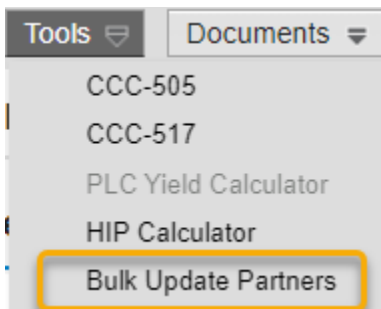 Tools Documents
CCC-505
CCC-517
PLC Yield Calculator
HIP Calculator
Bulk Update Partners